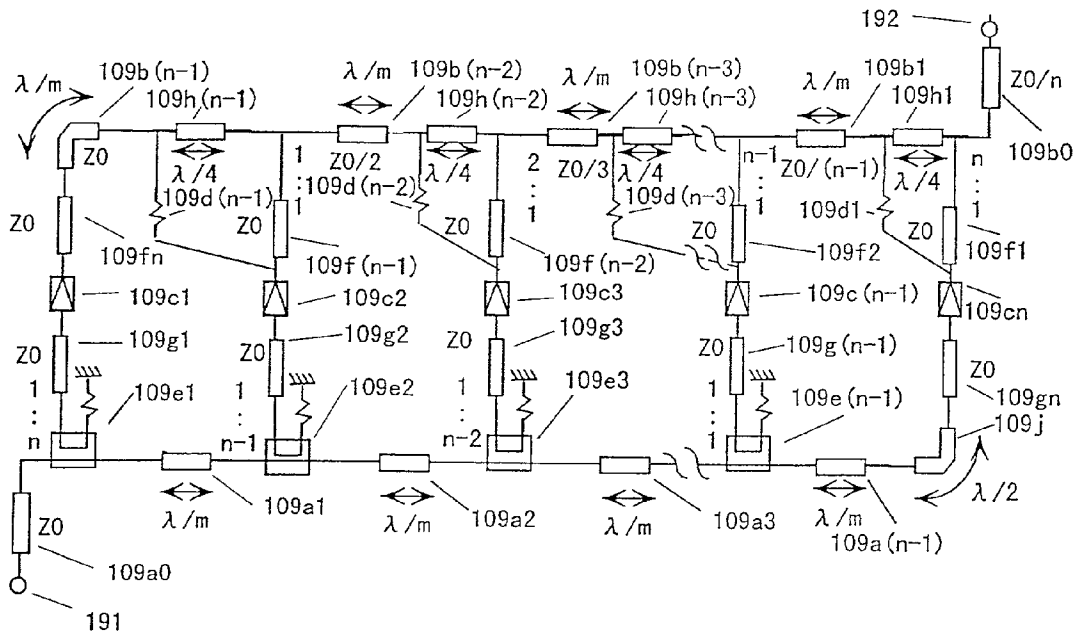 192
λ/m
109b(n-1)
109h(n-1)
λ/m
109b(n-2)
109h(n-2)
λ/m
109b(n-3)
109h(n-3)
λ/m
109b1
109h1
Z0/n
109b0
Z0
λ/4
109d(n-1)
1
:
1
Z0/2
109d(n-2)
λ/4
2
:
1
Z0/3
λ/4
109d(n-3)
n-1
:
1
Z0/(n-1)
109d1
λ/4
n
:
1
Z0
109fn
Z0
109f(n-1)
Z0
109f(n-2)
Z0
109f2
Z0
109f1
109c1
109c2
109c3
109c(n-1)
109cn
Z0
109g1
Z0
109g2
Z0
109g3
Z0
109g(n-1)
Z0
109gn
1
:
n
109e1
1
:
n-1
109e2
1
:
n-2
109e3
1
:
1
109e(n-1)
109j
λ/2
Z0
109a0
191
λ/m
109a1
λ/m
109a2
λ/m
109a3
λ/m
109a(n-1)